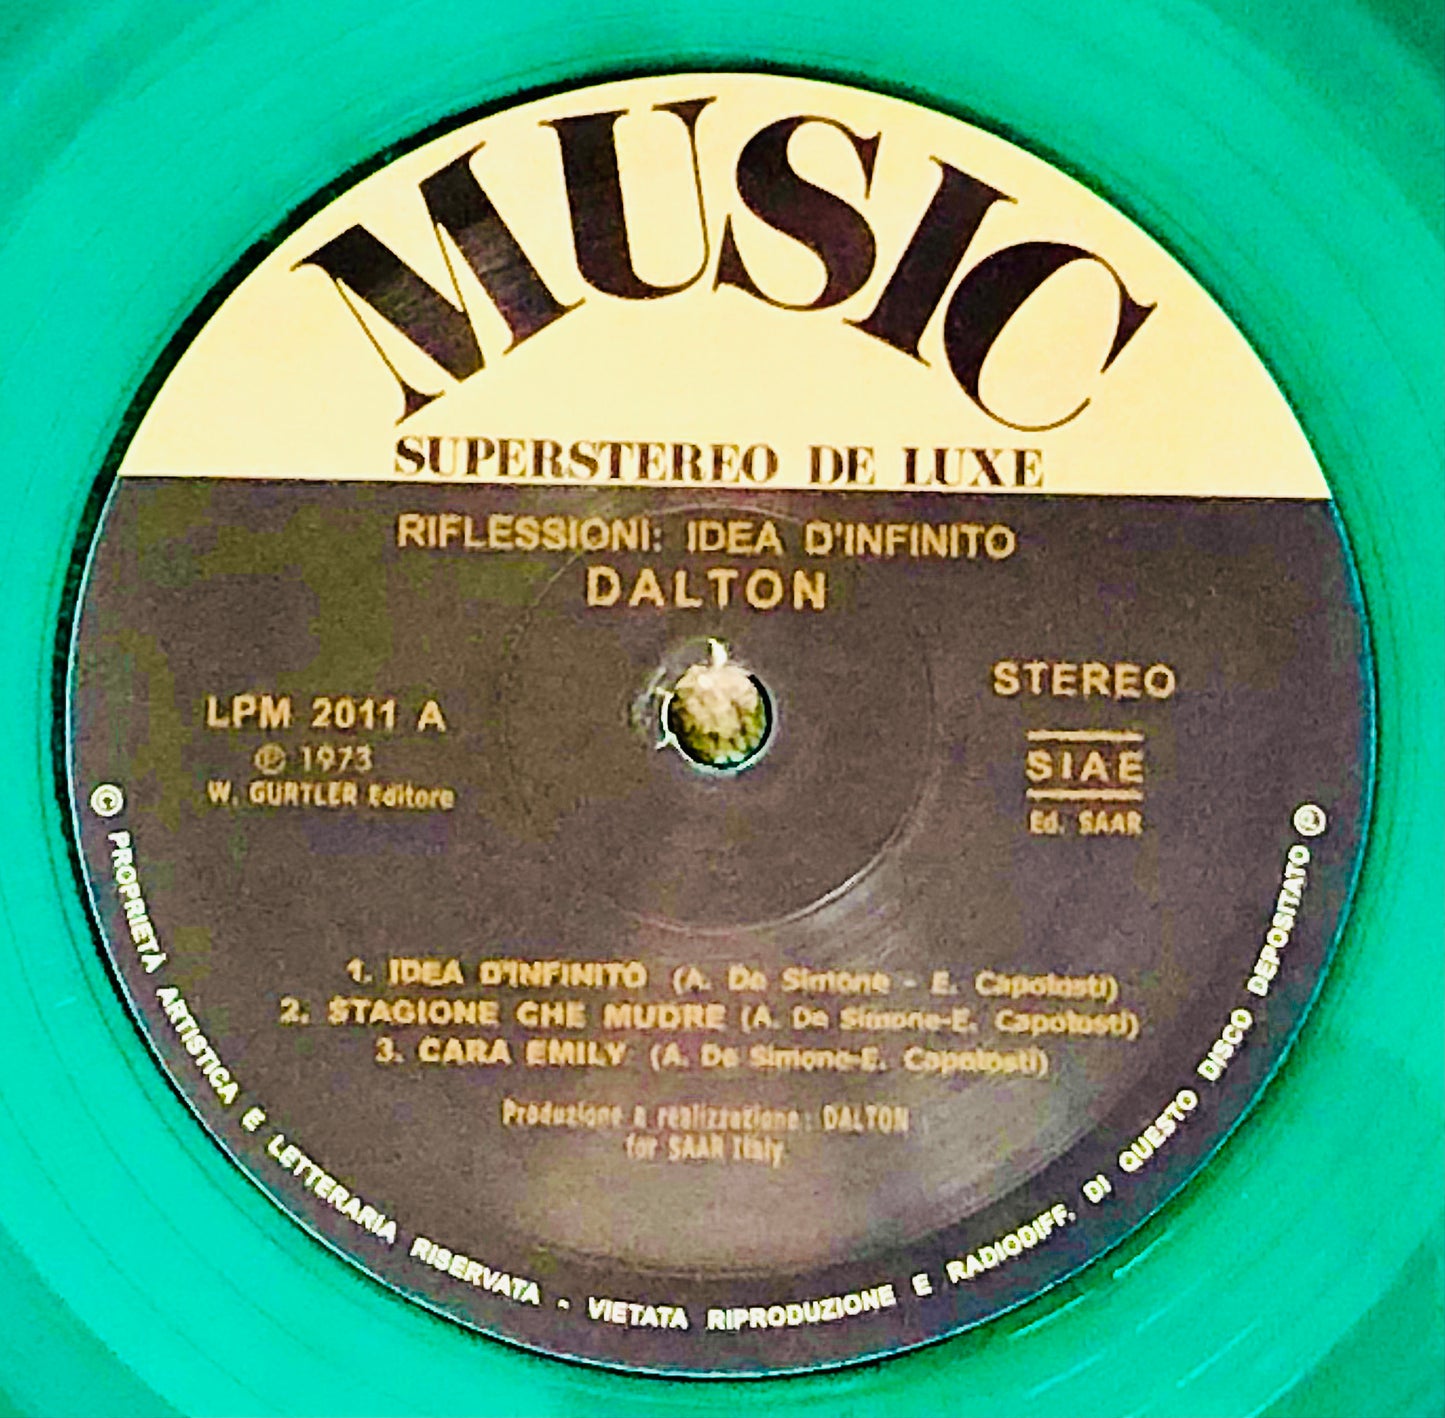 MUSIC
SUPERSTEREO DE LUXE
RIFLESSIONI: IDEA D'INFINITO
DALTON
LPM 2011 A
℗ 1973
W. GURTLER Editore
STEREO
SIAE
Ed. SAAR
1. IDEA D'INFINITO (A. De Simone - E. Capolosti)
2. STAGIONE CHE MUORE (A. De Simone-E. Capolosti)
3. CARA EMILY (A. De Simone-E. Capolosti)
Produzione e realizzazione: DALTON
for SAAR Italy
© PROPRIETÀ ARTISTICA E LETTERARIA RISERVATA - VIETATA RIPRODUZIONE E RADIODIFF. DI QUESTO DISCO DEPOSITATO ℗